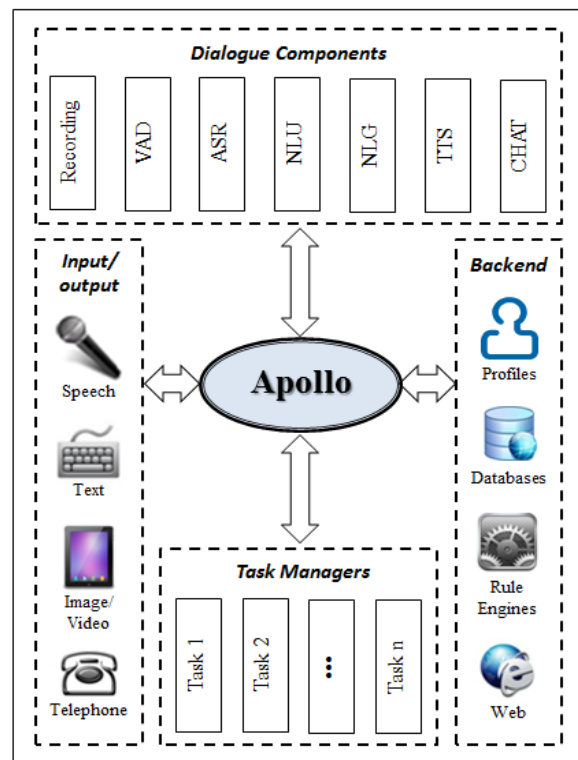 Dialogue Components
Recording
VAD
ASR
NLU
NLG
TTS
CHAT
Input/
output
Speech
Text
Image/
Video
Telephone
Apollo
Backend
Profiles
Databases
Rule
Engines
Web
Task Managers
Task 1
Task 2
...
Task n